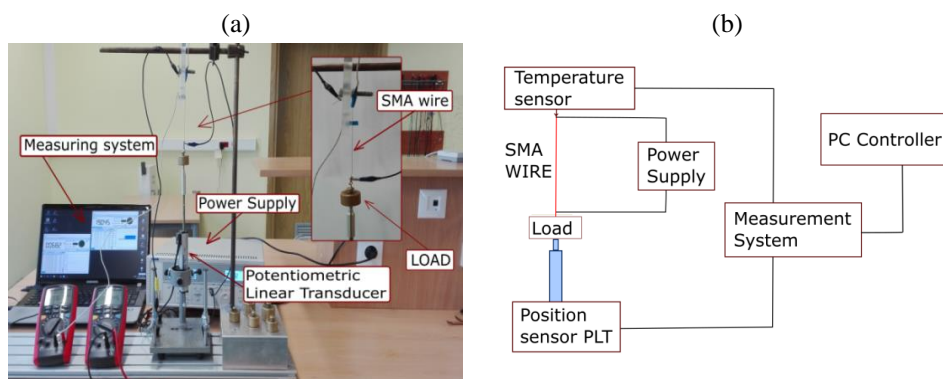 (a)
(b)
SMA wire
Measuring system
Power Supply
LOAD
Potentiometric
Linear Transducer
Temperature
sensor
PC Controller
SMA
WIRE
Power
Supply
Load
Measurement
System
Position
sensor PLT